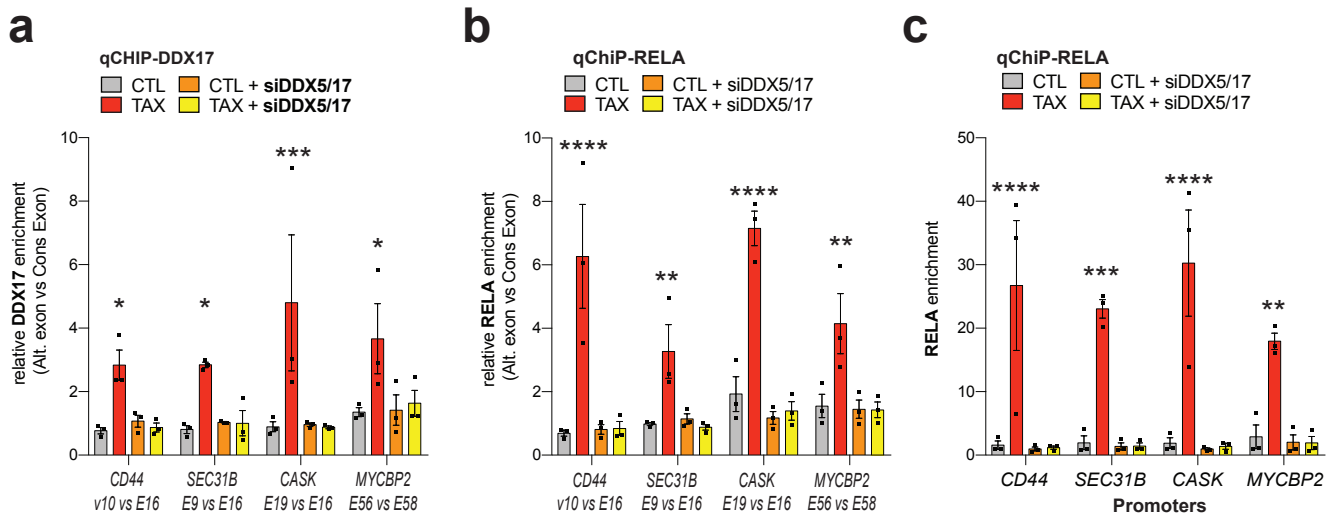 a
qCHIP-DDX17
CTL
CTL + siDDX5/17
TAX
TAX + siDDX5/17
relative DDX17 enrichment
(Alt. exon vs Cons Exon)
10
8
6
4
2
0
*
*
***
*
CD44
v10 vs E16
SEC31B
E9 vs E16
CASK
E19 vs E16
MYCBP2
E56 vs E58
b
qChiP-RELA
CTL
CTL + siDDX5/17
TAX
TAX + siDDX5/17
relative RELA enrichment
(Alt. exon vs Cons Exon)
10
8
6
4
2
0
****
**
****
**
CD44
v10 vs E16
SEC31B
E9 vs E16
CASK
E19 vs E16
MYCBP2
E56 vs E58
c
qChiP-RELA
CTL
CTL + siDDX5/17
TAX
TAX + siDDX5/17
RELA enrichment
50
40
30
20
10
0
****
***
****
**
CD44
SEC31B
CASK
MYCBP2
Promoters